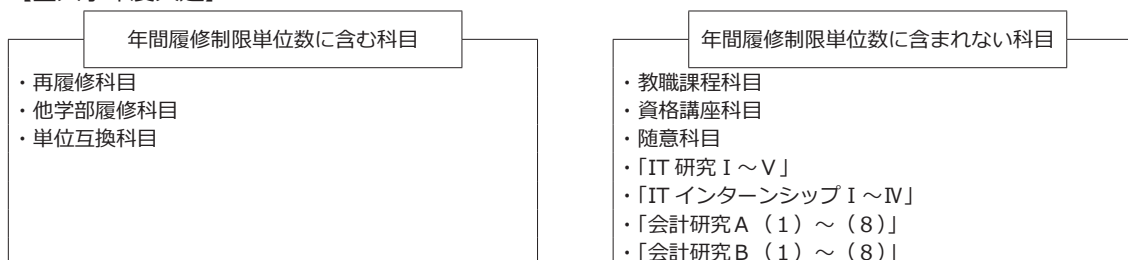 年間履修制限単位数に含む科目
・再履修科目
・他学部履修科目
・単位互換科目
年間履修制限単位数に含まれない科目
・教職課程科目
・資格講座科目
・随意科目
・「IT 研究Ⅰ～Ⅴ」
・「IT インターンシップⅠ～Ⅳ」
・「会計研究A（1）～（8）」
・「会計研究B（1）～（8）」